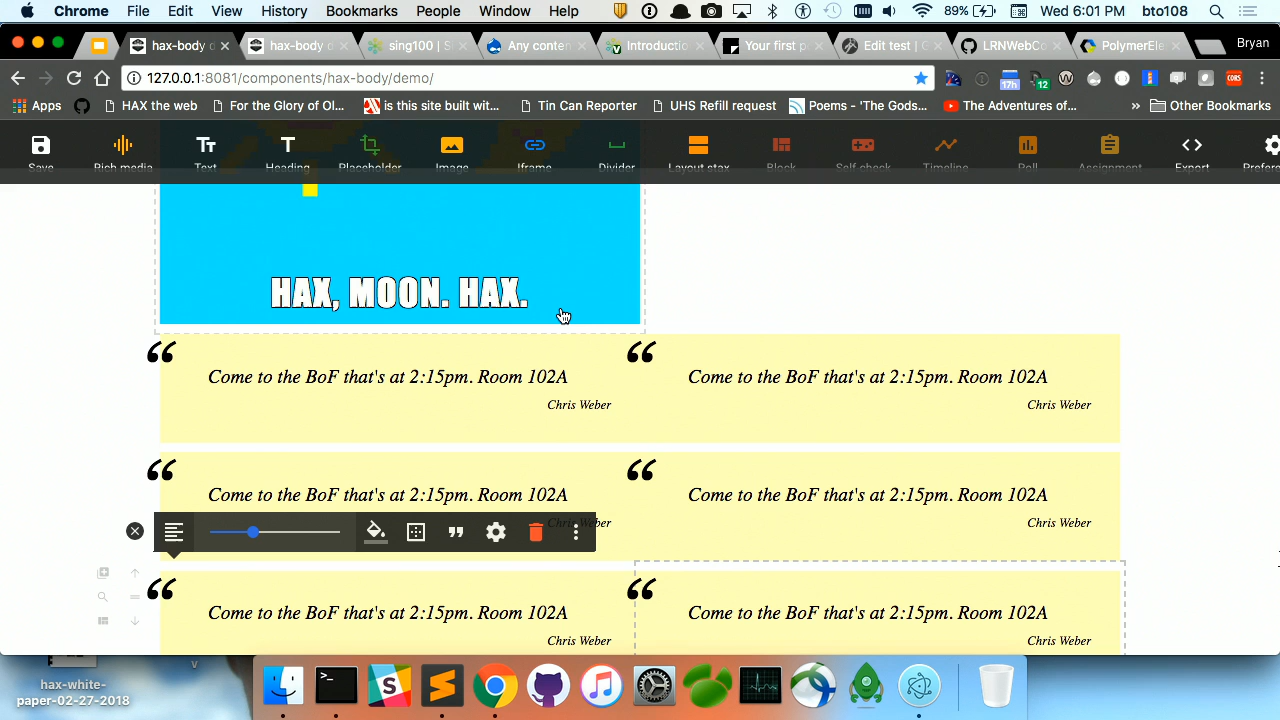 Chrome File Edit View History Bookmarks People Window Help 89% Wed 6:01 PM bto108
hax-body d hax-body d sing100 | S Any conten Introductio Your first p Edit test | G LRNWebCo PolymerEle Bryan
127.0.0.1:8081/components/hax-body/demo/ 17h 12 W CORS
Apps HAX the web For the Glory of Ol... is this site built wit... Tin Can Reporter UHS Refill request Poems - 'The Gods... The Adventures of... » Other Bookmarks
Save Rich media Text Heading Placeholder Image Iframe Divider Layout stax Block Self-check Timeline Poll Assignment Export Prefere
HAX, MOON. HAX.
“ Come to the BoF that's at 2:15pm. Room 102A “ Come to the BoF that's at 2:15pm. Room 102A
Chris Weber Chris Weber
“ Come to the BoF that's at 2:15pm. Room 102A “ Come to the BoF that's at 2:15pm. Room 102A
Chris Weber Chris Weber
“ Come to the BoF that's at 2:15pm. Room 102A “ Come to the BoF that's at 2:15pm. Room 102A
Chris Weber Chris Weber
hax-white-
paper-02-27-2018